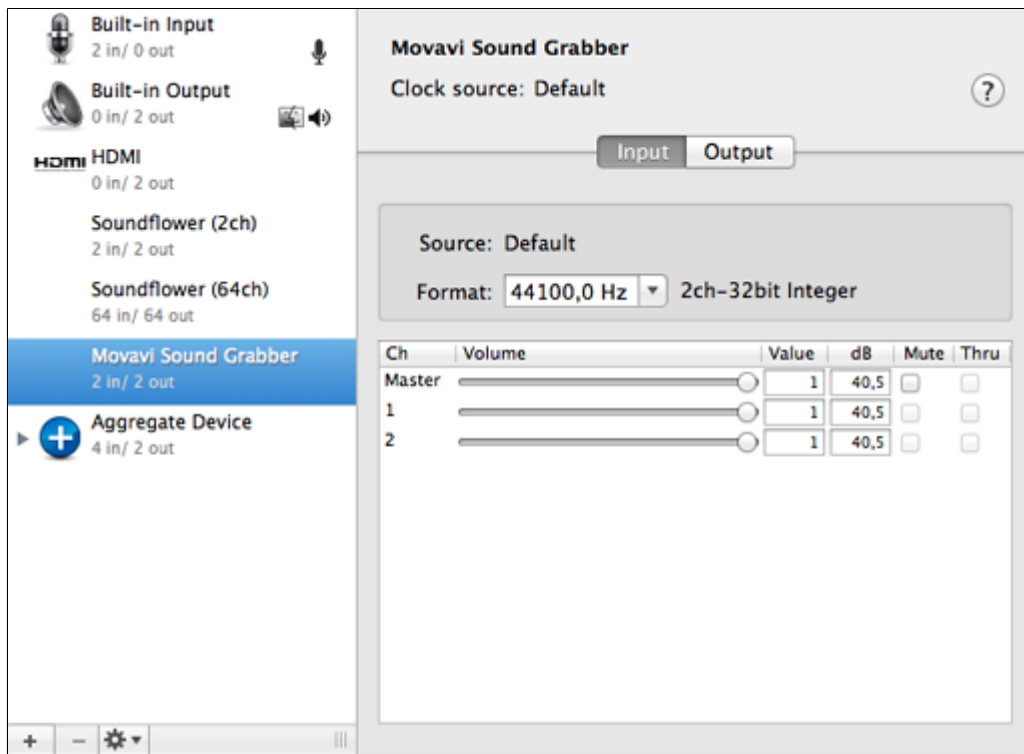 Built-in Input
2 in/ 0 out
Built-in Output
0 in/ 2 out
HDMI HDMI
0 in/ 2 out
Soundflower (2ch)
2 in/ 2 out
Soundflower (64ch)
64 in/ 64 out
Movavi Sound Grabber
2 in/ 2 out
Aggregate Device
4 in/ 2 out
+ −
Movavi Sound Grabber
Clock source: Default
?
Input Output
Source: Default
Format: 44100,0 Hz 2ch-32bit Integer
Ch Volume Value dB Mute Thru
Master 1 40,5
1 1 40,5
2 1 40,5